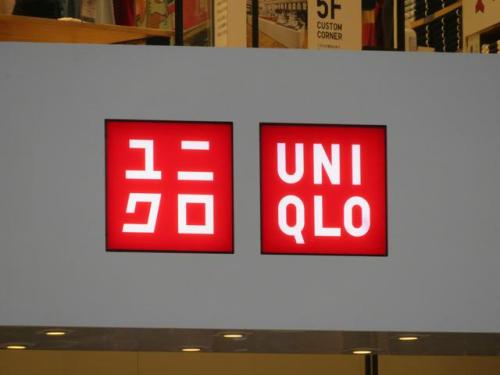 5F
CUSTOM
CORNER
ユニ
クロ
UNI
QLO